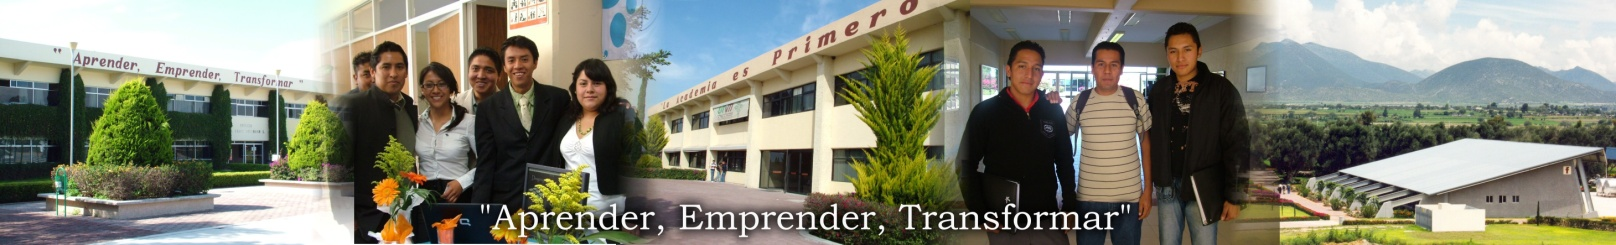 "Aprender, Emprender, Transformar"
La Academia es Primero
"Aprender, Emprender, Transformar"